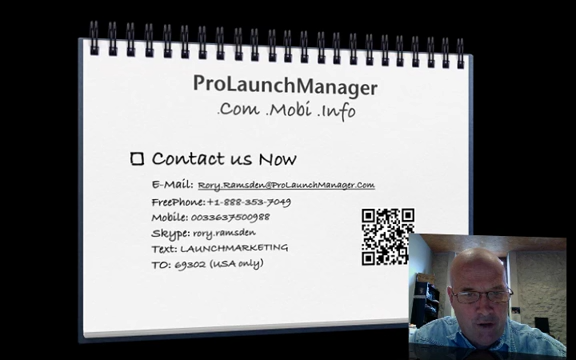 ProLaunchManager
.Com .Mobi .Info
Contact us Now
E-Mail: Rory.Ramsden@ProLaunchManager.Com
FreePhone:+1-888-353-7049
Mobile: 0033637500988
Skype: rory.ramsden
Text: LAUNCHMARKETING
TO: 69302 (USA only)